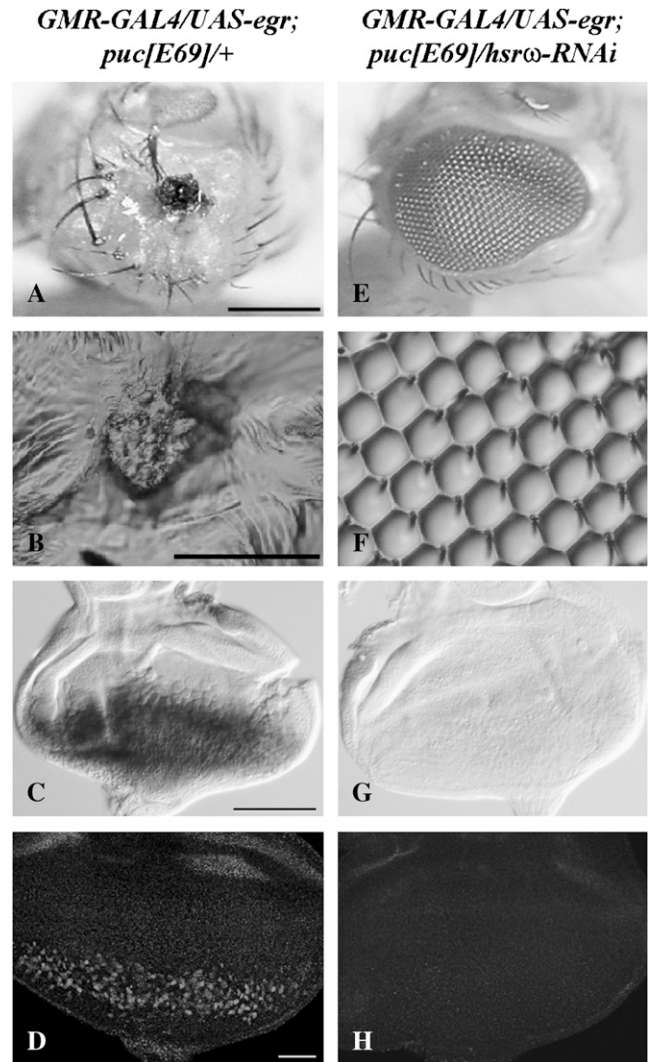 GMR-GAL4/UAS-egr;
puc[E69]/+
GMR-GAL4/UAS-egr;
puc[E69]/hsrω-RNAi
A
E
B
F
C
G
D
H